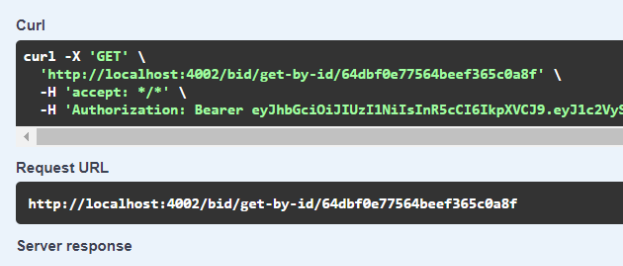 Curl
curl -X 'GET' \
'http://localhost:4002/bid/get-by-id/64dbf0e77564beef365c0a8f' \
-H 'accept: */*' \
-H 'Authorization: Bearer eyJhbGciOiJIUzI1NiIsInR5cCI6IkpXVCJ9.eyJ1c2VyS
Request URL
http://localhost:4002/bid/get-by-id/64dbf0e77564beef365c0a8f
Server response